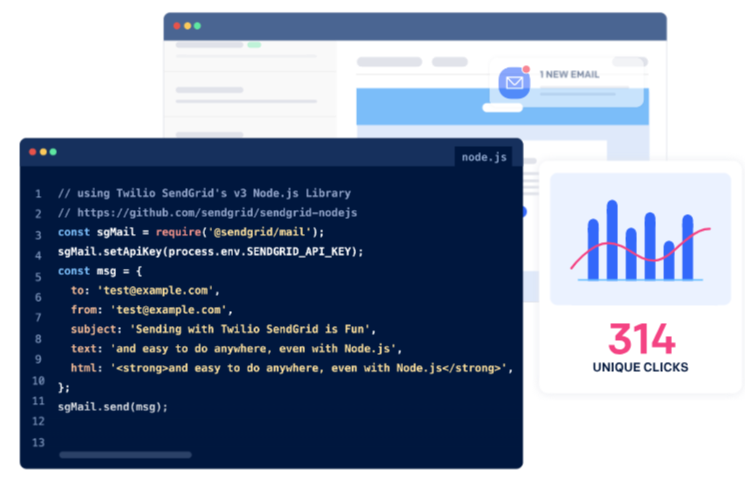 1 NEW EMAIL
node.js
1 // using Twilio SendGrid's v3 Node.js Library
2 // https://github.com/sendgrid/sendgrid-nodejs
3 const sgMail = require('@sendgrid/mail');
4 sgMail.setApiKey(process.env.SENDGRID_API_KEY);
5 const msg = {
6 to: 'test@example.com',
7 from: 'test@example.com',
8 subject: 'Sending with Twilio SendGrid is Fun',
9 text: 'and easy to do anywhere, even with Node.js',
10 html: '<strong>and easy to do anywhere, even with Node.js</strong>',
11 };
12 sgMail.send(msg);
13
314
UNIQUE CLICKS